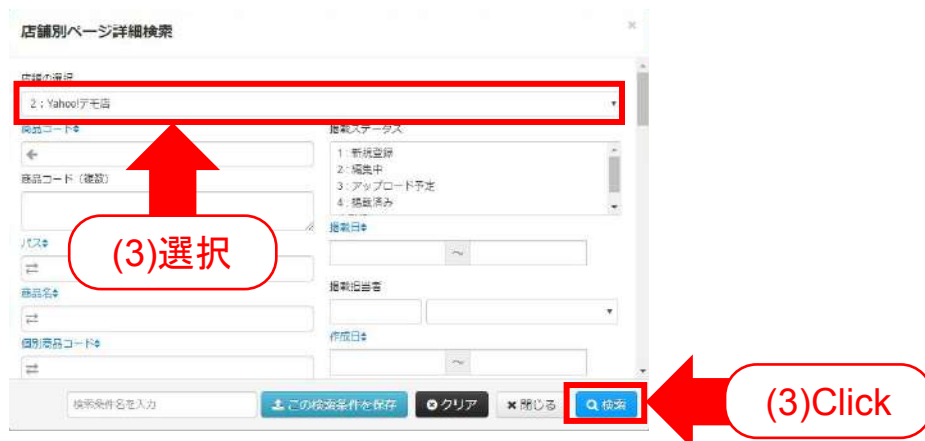 店舗別ページ詳細検索
×
店舗の選択
2：Yahoo!デモ店
商品コード
掲載ステータス
1：新規登録
2：編集中
3：アップロード予定
4：掲載済み
商品コード（複数）
掲載日
～
パス
(3)選択
掲載担当者
商品名
作成日
～
個別商品コード
検索条件名を入力
この検索条件を保存
クリア
閉じる
検索
(3)Click